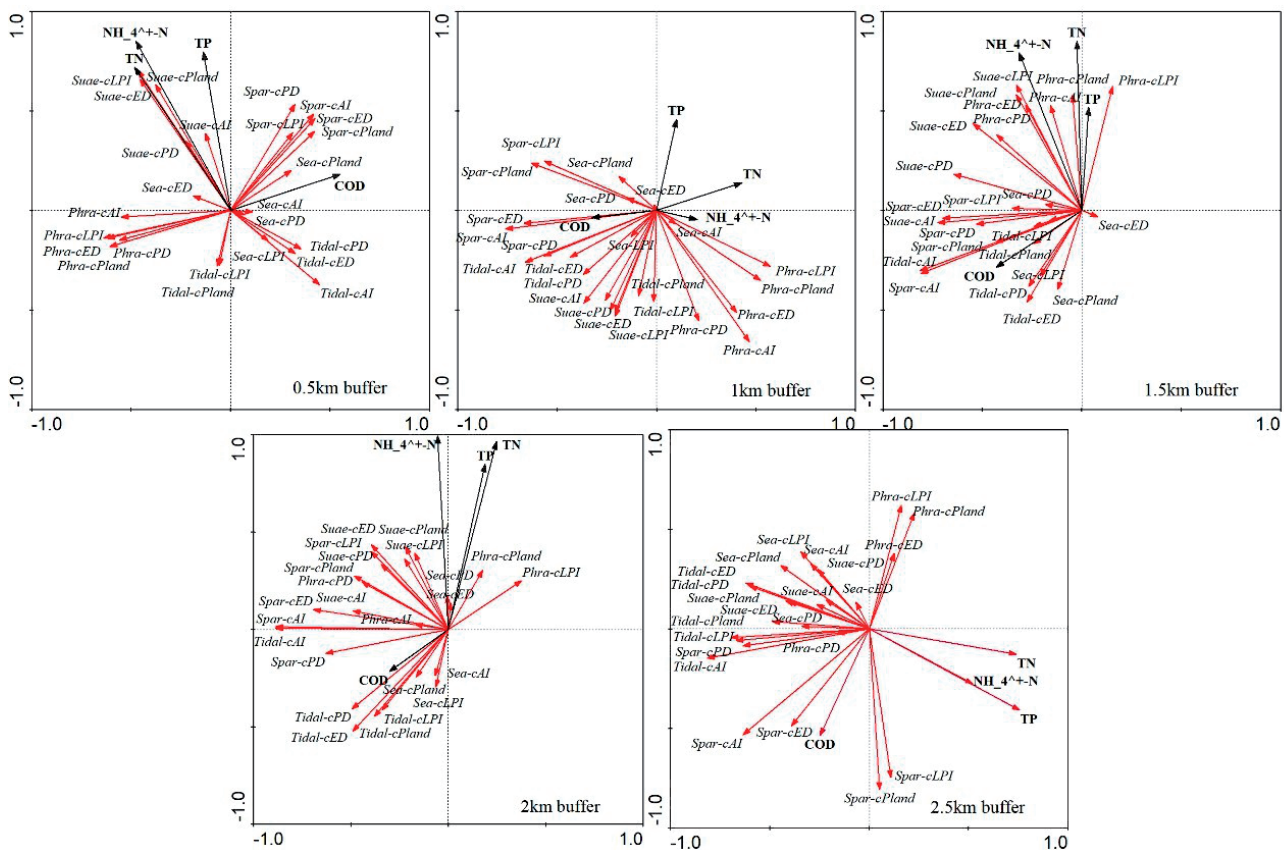 1.0
NH_4^+-N
TP
TN
Suae-cPland
Suae-cLPI
Suae-cED
Spar-cPD
Spar-cAI
Spar-cED
Spar-cLPI
Spar-cPland
Suae-cAI
Suae-cPD
Sea-cPland
COD
Sea-cED
Sea-cAI
Phra-cAI
Sea-cPD
Phra-cLPI
Phra-cED
Phra-cPD
Phra-cPland
Tidal-cPD
Sea-cLPI
Tidal-cED
Tidal-cLPI
Tidal-cPland
Tidal-cAI
0.5km buffer
-1.0
-1.0
1.0
TP
Spar-cLPI
Sea-cPland
Spar-cPland
TN
Sea-cED
Sea-cPD
Spar-cED
NH_4^+-N
COD
Spar-cAI
Sea-cLPI
Sea-cAI
Spar-cPD
Tidal-cAI
Tidal-cED
Phra-cLPI
Tidal-cPD
Tidal-cPland
Phra-cPland
Suae-cAI
Suae-cPD
Tidal-cLPI
Phra-cED
Suae-cED
Suae-cLPI
Phra-cPD
Phra-cAI
1km buffer
-1.0
1.0
1.0
TN
NH_4^+-N
Suae-cLPI
Phra-cPland
Phra-cLPI
Suae-cPland
Phra-cAI
Phra-cED
TP
Phra-cPD
Suae-cED
Suae-cPD
Spar-cED
Spar-cLPI
Sea-cPD
Suae-cAI
Spar-cPD
Sea-cED
Spar-cPland
Tidal-cLPI
Tidal-cAI
COD
Sea-cLPI
Spar-cAI
Tidal-cPD
Sea-cPland
Tidal-cED
1.5km buffer
-1.0
-1.0
1.0
1.0
NH_4^+-N
TN
TP
Suae-cED
Suae-cPland
Spar-cLPI
Suae-cLPI
Suae-cPD
Spar-cPland
Sea-cPD
Phra-cPland
Phra-cPD
Phra-cLPI
Spar-cED
Suae-cAI
Sea-cED
Spar-cAI
Phra-cAI
Tidal-cAI
Spar-cPD
COD
Sea-cAI
Sea-cPland
Sea-cLPI
Tidal-cPD
Tidal-cLPI
Tidal-cED
Tidal-cPland
2km buffer
-1.0
-1.0
1.0
1.0
Phra-cLPI
Phra-cPland
Sea-cLPI
Sea-cAI
Phra-cED
Sea-cPland
Suae-cPD
Tidal-cED
Tidal-cPD
Sea-cED
Suae-cPland
Suae-cAI
Suae-cED
Tidal-cPland
Sea-cPD
Tidal-cLPI
Spar-cPD
Phra-cPD
Tidal-cAI
TN
NH_4^+-N
TP
Spar-cAI
Spar-cED
COD
Spar-cLPI
Spar-cPland
2.5km buffer
-1.0
-1.0
1.0